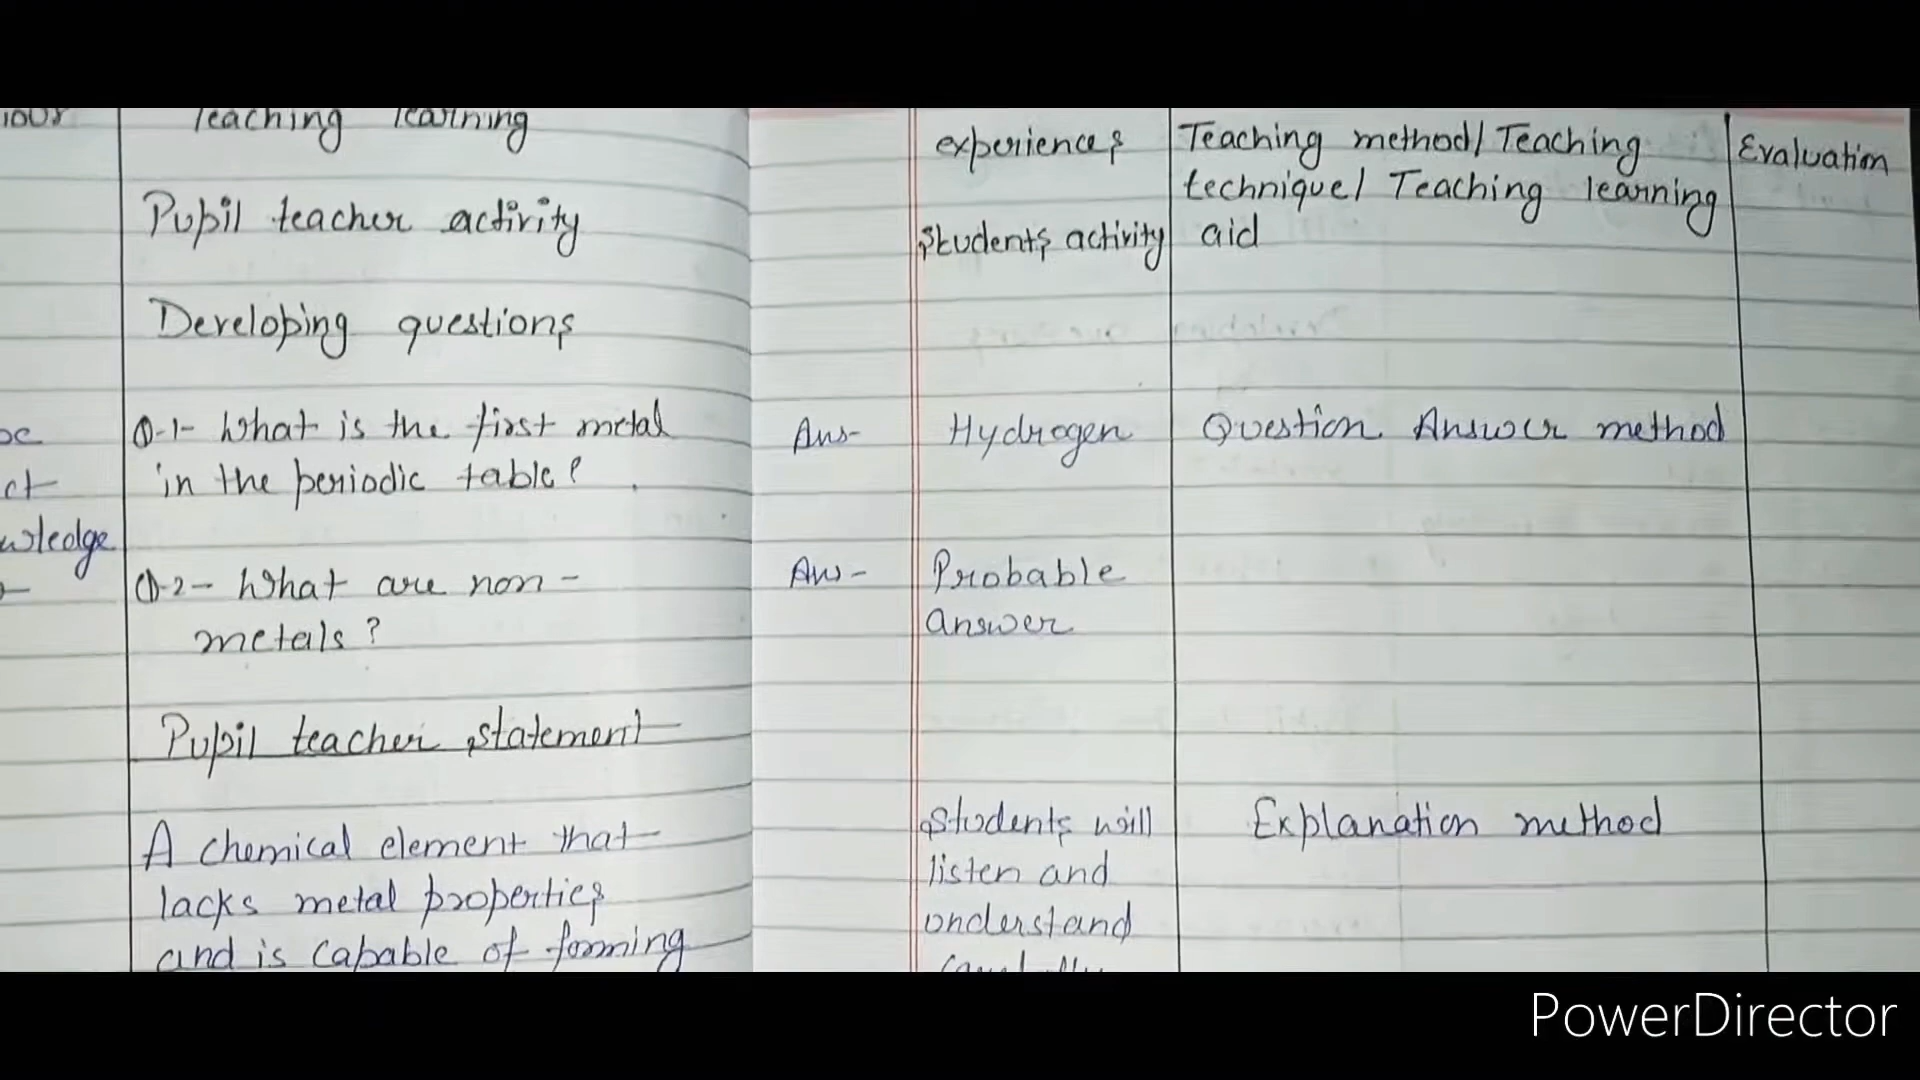 Teaching learning
experiences
Teaching method/ Teaching
technique/ Teaching learning
aid
Evaluation
Pupil teacher activity
Students activity
Developing questions
Q-1- What is the first metal
in the periodic table?
Ans-
Hydrogen
Question Answer method
wledge
Q-2- What are non-
metals?
Ans-
Probable
answer
Pupil teacher statement
A chemical element that
lacks metal properties
and is capable of forming
Students will
listen and
understand
Explanation method
PowerDirector